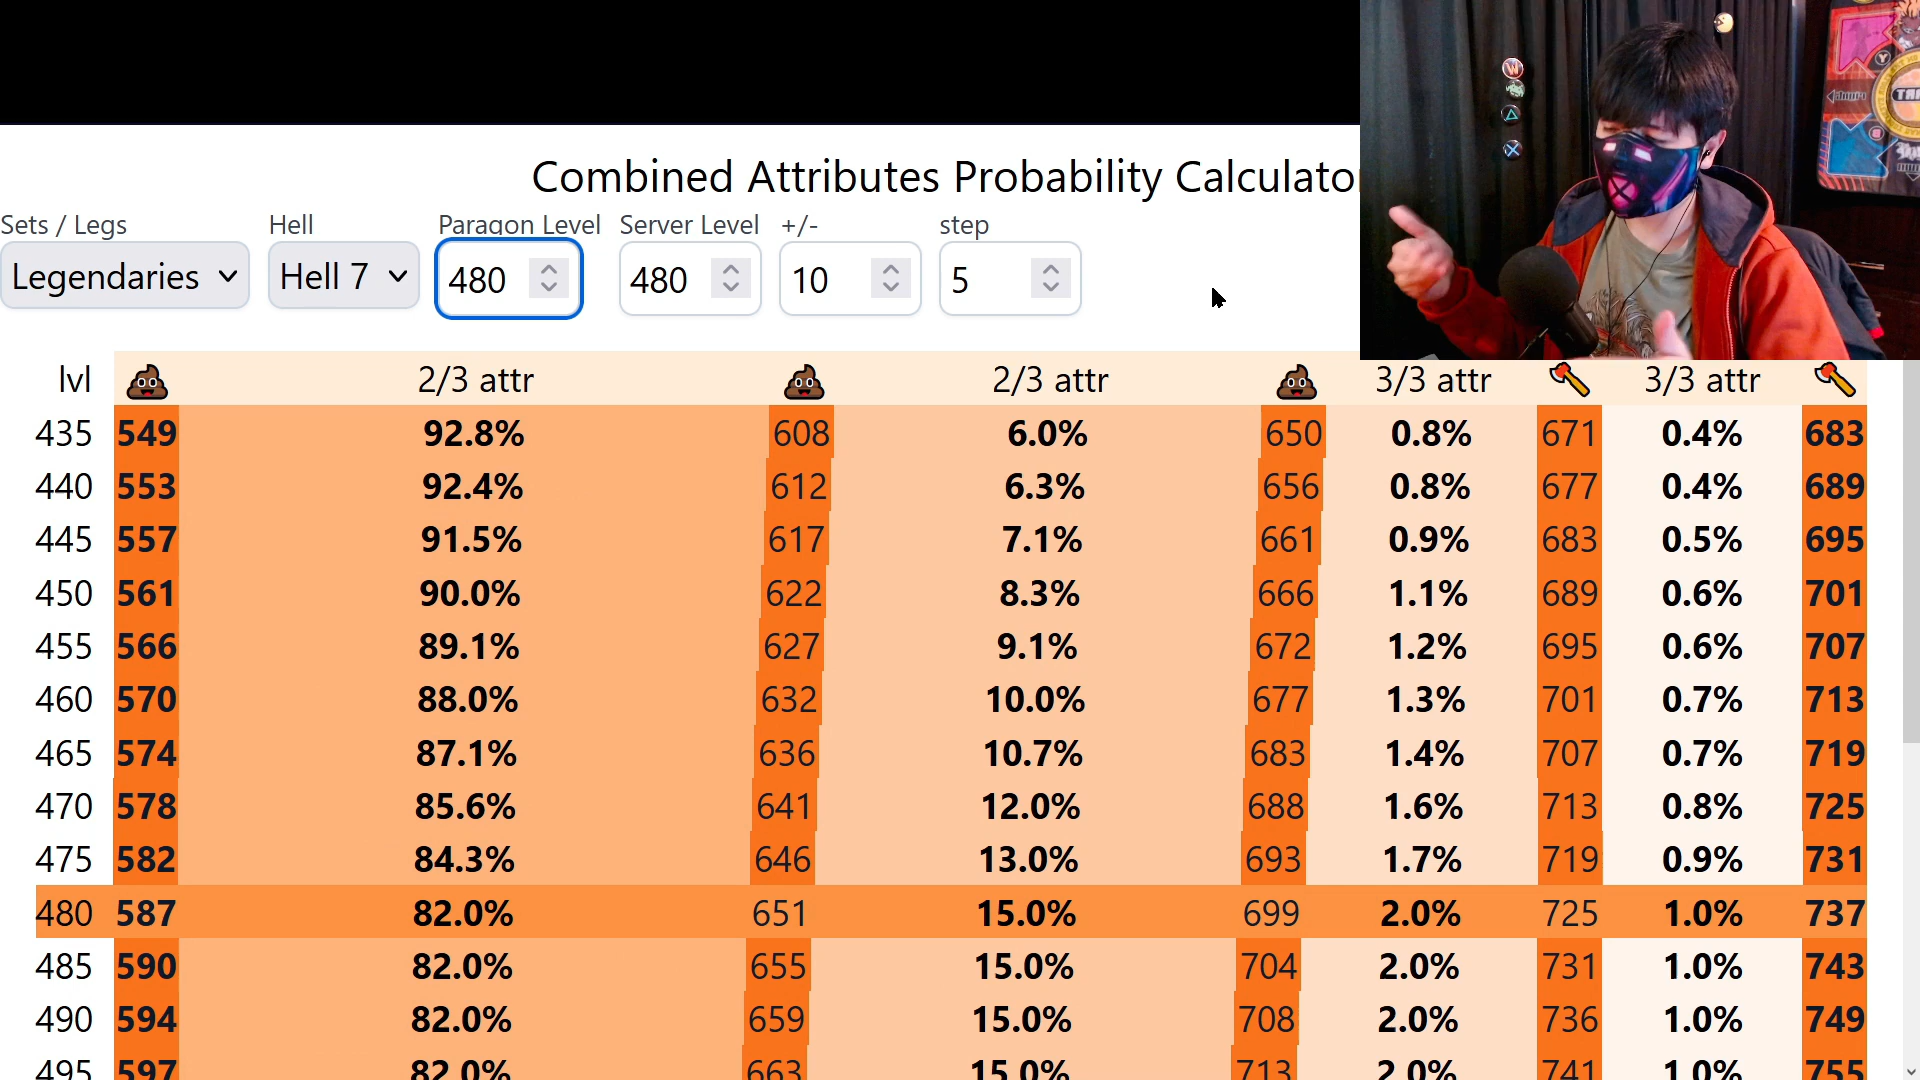 Combined Attributes Probability Calculato
Sets / Legs Hell Paragon Level Server Level +/- step
Legendaries Hell 7 480 480 10 5
lvl 2/3 attr 2/3 attr 3/3 attr 3/3 attr
435 549 92.8% 608 6.0% 650 0.8% 671 0.4% 683
440 553 92.4% 612 6.3% 656 0.8% 677 0.4% 689
445 557 91.5% 617 7.1% 661 0.9% 683 0.5% 695
450 561 90.0% 622 8.3% 666 1.1% 689 0.6% 701
455 566 89.1% 627 9.1% 672 1.2% 695 0.6% 707
460 570 88.0% 632 10.0% 677 1.3% 701 0.7% 713
465 574 87.1% 636 10.7% 683 1.4% 707 0.7% 719
470 578 85.6% 641 12.0% 688 1.6% 713 0.8% 725
475 582 84.3% 646 13.0% 693 1.7% 719 0.9% 731
480 587 82.0% 651 15.0% 699 2.0% 725 1.0% 737
485 590 82.0% 655 15.0% 704 2.0% 731 1.0% 743
490 594 82.0% 659 15.0% 708 2.0% 736 1.0% 749
495 597 82.0% 663 15.0% 713 2.0% 741 1.0% 755